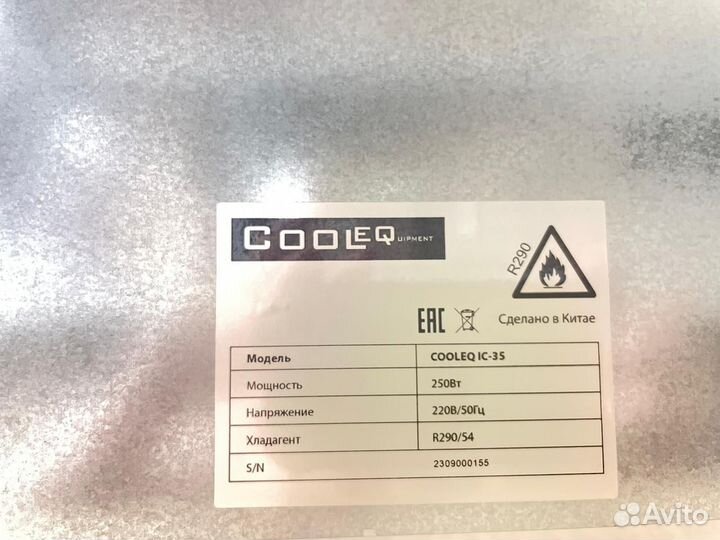 COOLEQUIPMENT
R290
EAC
Сделано в Китае
Модель COOLEQ IC-35
Мощность 250Вт
Напряжение 220В/50Гц
Хладагент R290/54
S/N 2309000155
Avito